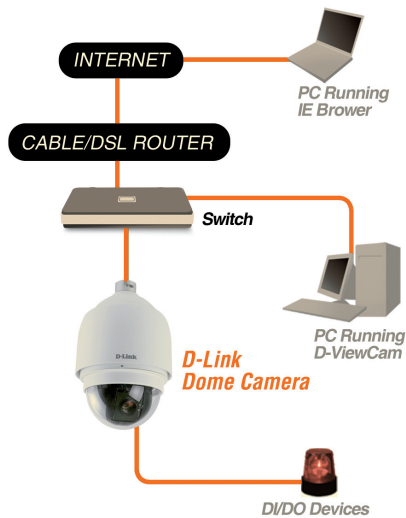 INTERNET
PC Running
IE Brower
CABLE/DSL ROUTER
Switch
PC Running
D-ViewCam
D-Link
D-Link
Dome Camera
DI/DO Devices